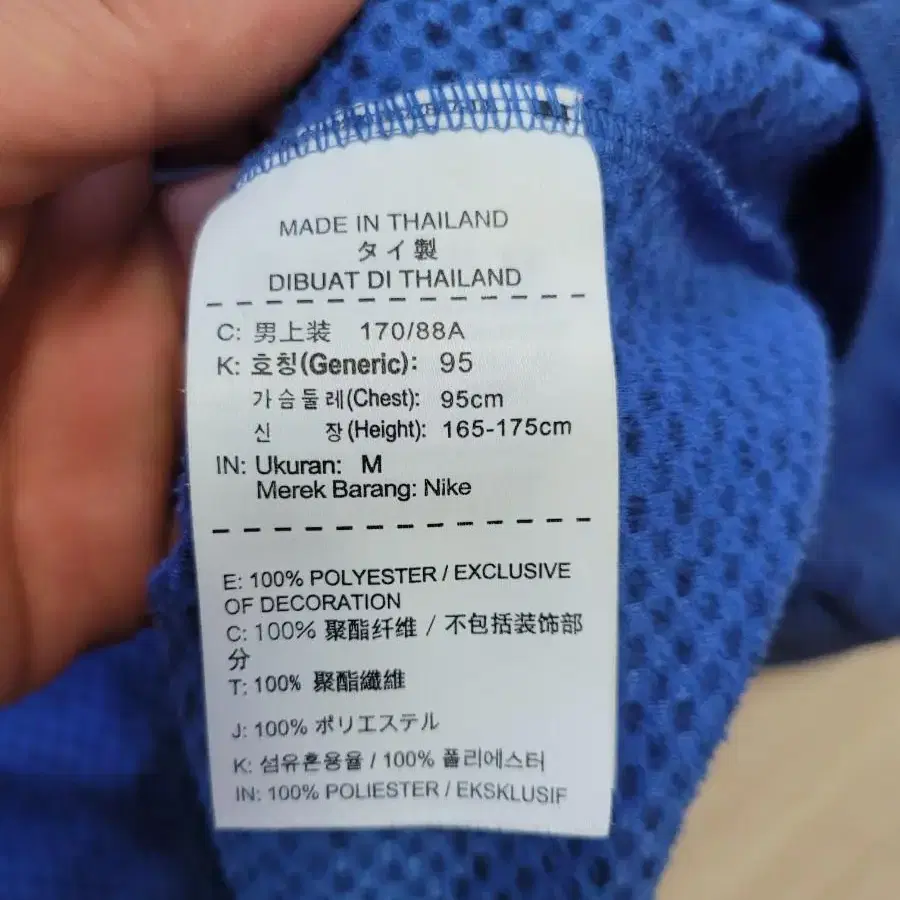 MADE IN THAILAND
タイ製
DIBUAT DI THAILAND
C: 男上装 170/88A
K: 호칭(Generic): 95
가슴둘레(Chest): 95cm
신 장(Height): 165-175cm
IN: Ukuran: M
Merek Barang: Nike
E: 100% POLYESTER / EXCLUSIVE
OF DECORATION
C: 100% 聚酯纤维 / 不包括装饰部
分
T: 100% 聚酯纖維
J: 100% ポリエステル
K: 섬유혼용율 / 100% 폴리에스터
IN: 100% POLIESTER / EKSKLUSIF